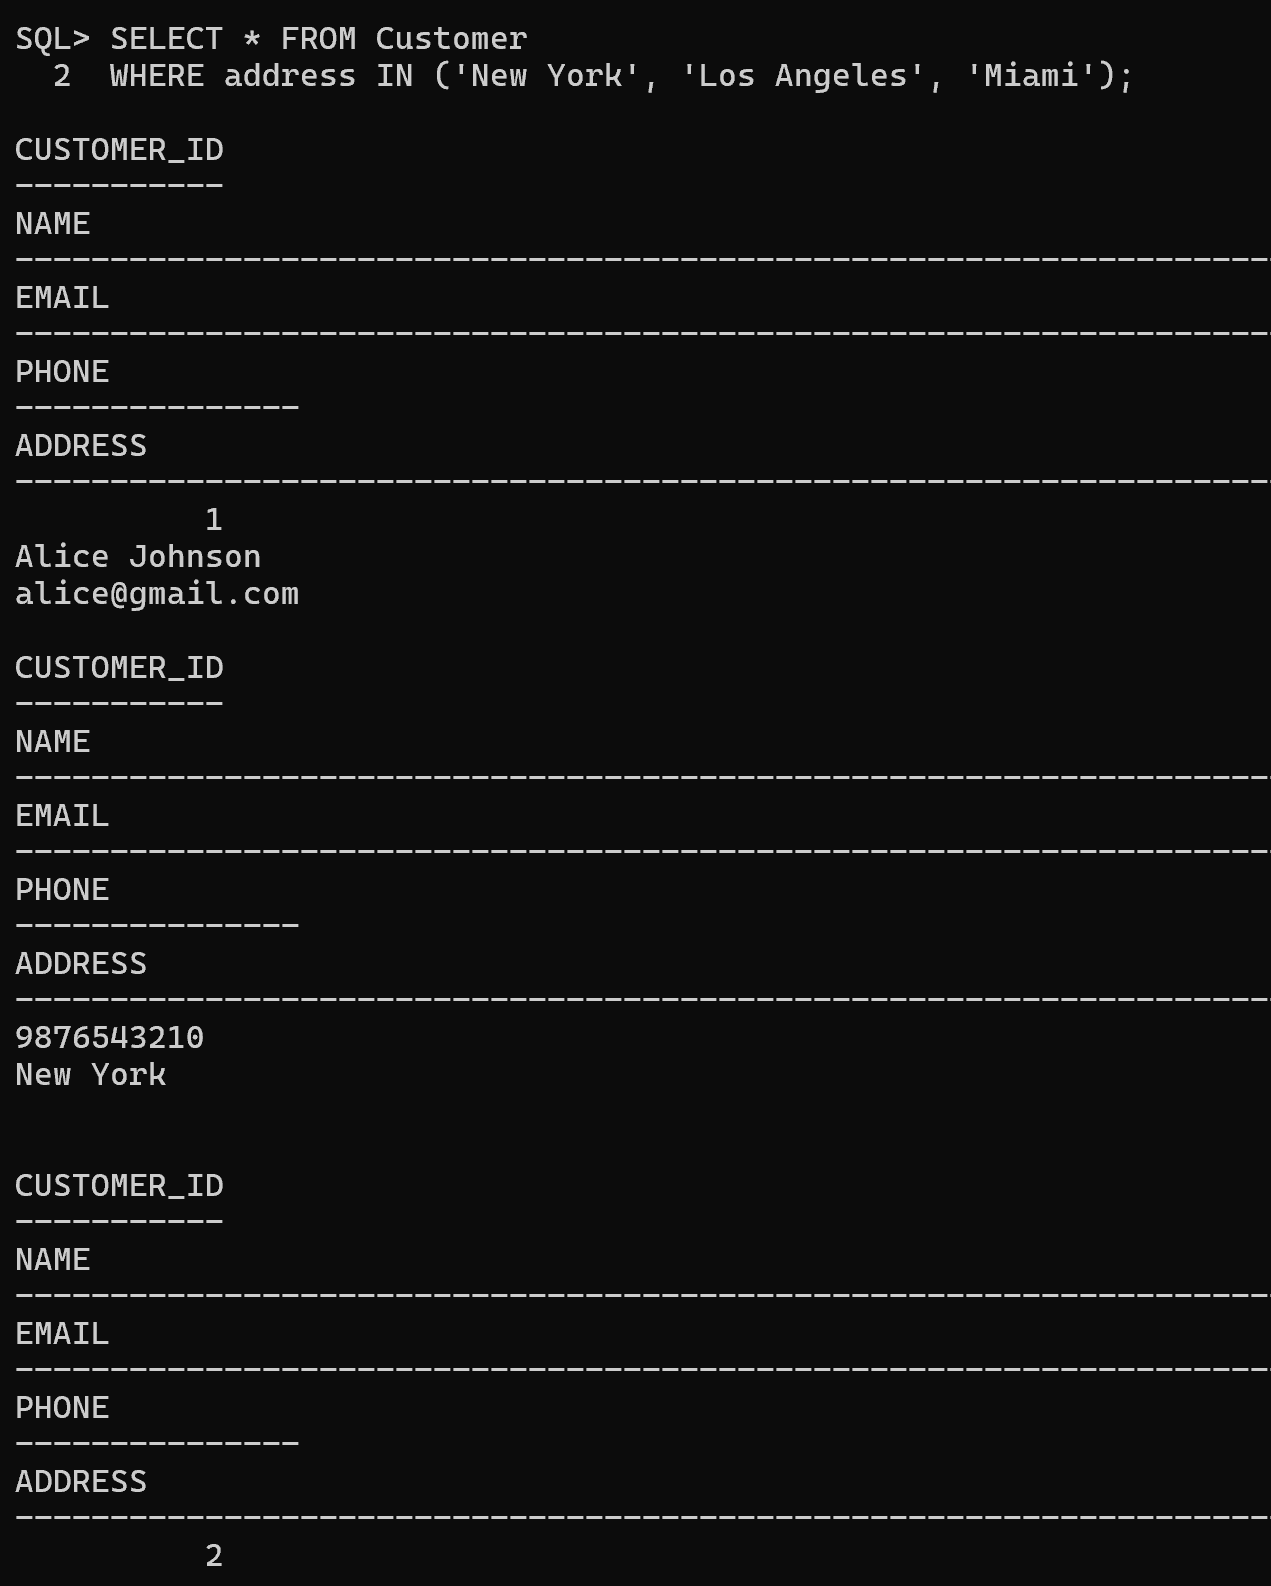 SQL> SELECT * FROM Customer
  2  WHERE address IN ('New York', 'Los Angeles', 'Miami');

CUSTOMER_ID
-----------
NAME
------------------------------------------------------------------
EMAIL
------------------------------------------------------------------
PHONE
---------------
ADDRESS
------------------------------------------------------------------
          1
Alice Johnson
alice@gmail.com

CUSTOMER_ID
-----------
NAME
------------------------------------------------------------------
EMAIL
------------------------------------------------------------------
PHONE
---------------
ADDRESS
------------------------------------------------------------------
9876543210
New York


CUSTOMER_ID
-----------
NAME
------------------------------------------------------------------
EMAIL
------------------------------------------------------------------
PHONE
---------------
ADDRESS
------------------------------------------------------------------
          2